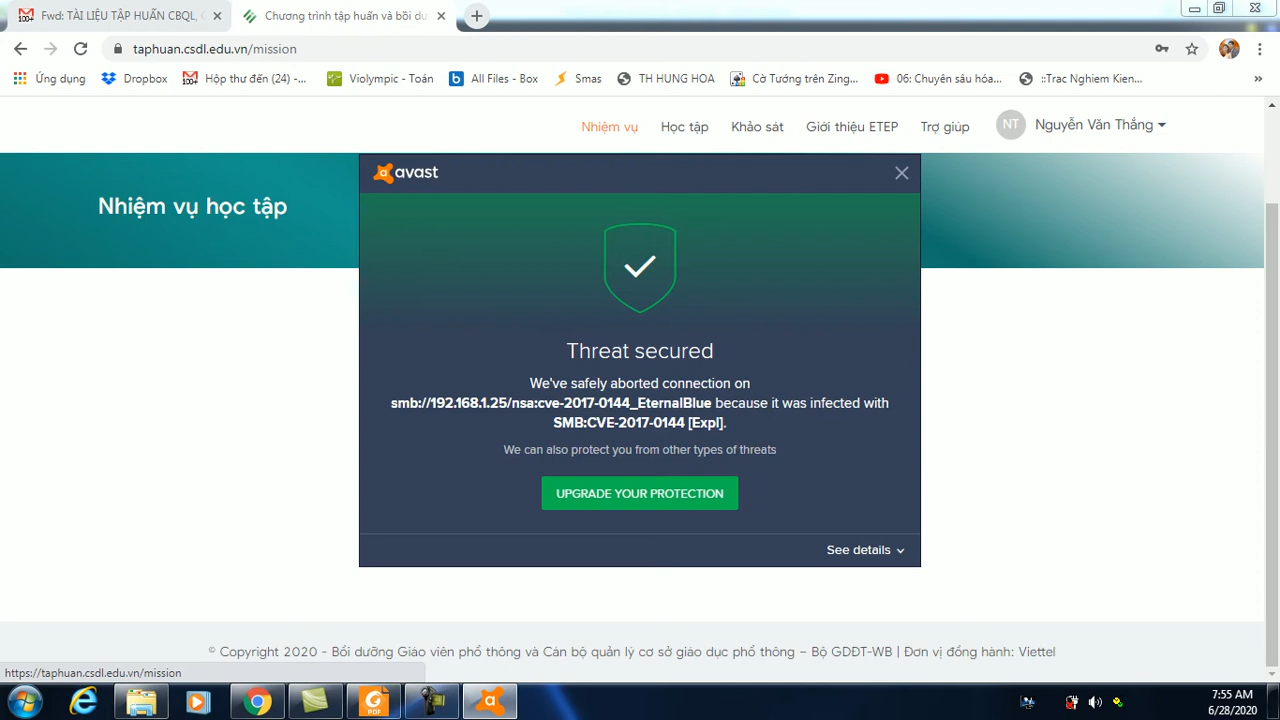 Fwd: TÀI LIỆU TẬP HUẤN CBQL,
Chương trình tập huấn và bồi dư
taphuan.csdl.edu.vn/mission
Ứng dụng
Dropbox
Hộp thư đến (24) -...
Violympic - Toán
All Files - Box
Smas
TH HUNG HOA
Cờ Tướng trên Zing...
06: Chuyên sâu hóa...
::Trac Nghiem Kien...
Nhiệm vụ
Học tập
Khảo sát
Giới thiệu ETEP
Trợ giúp
NT
Nguyễn Văn Thắng
Nhiệm vụ học tập
avast
Threat secured
We've safely aborted connection on
smb://192.168.1.25/nsa:cve-2017-0144_EternalBlue because it was infected with
SMB:CVE-2017-0144 [Expl].
We can also protect you from other types of threats
UPGRADE YOUR PROTECTION
See details
© Copyright 2020 - Bồi dưỡng Giáo viên phổ thông và Cán bộ quản lý cơ sở giáo dục phổ thông – Bộ GDĐT-WB | Đơn vị đồng hành: Viettel
https://taphuan.csdl.edu.vn/mission
PDF
7:55 AM
6/28/2020